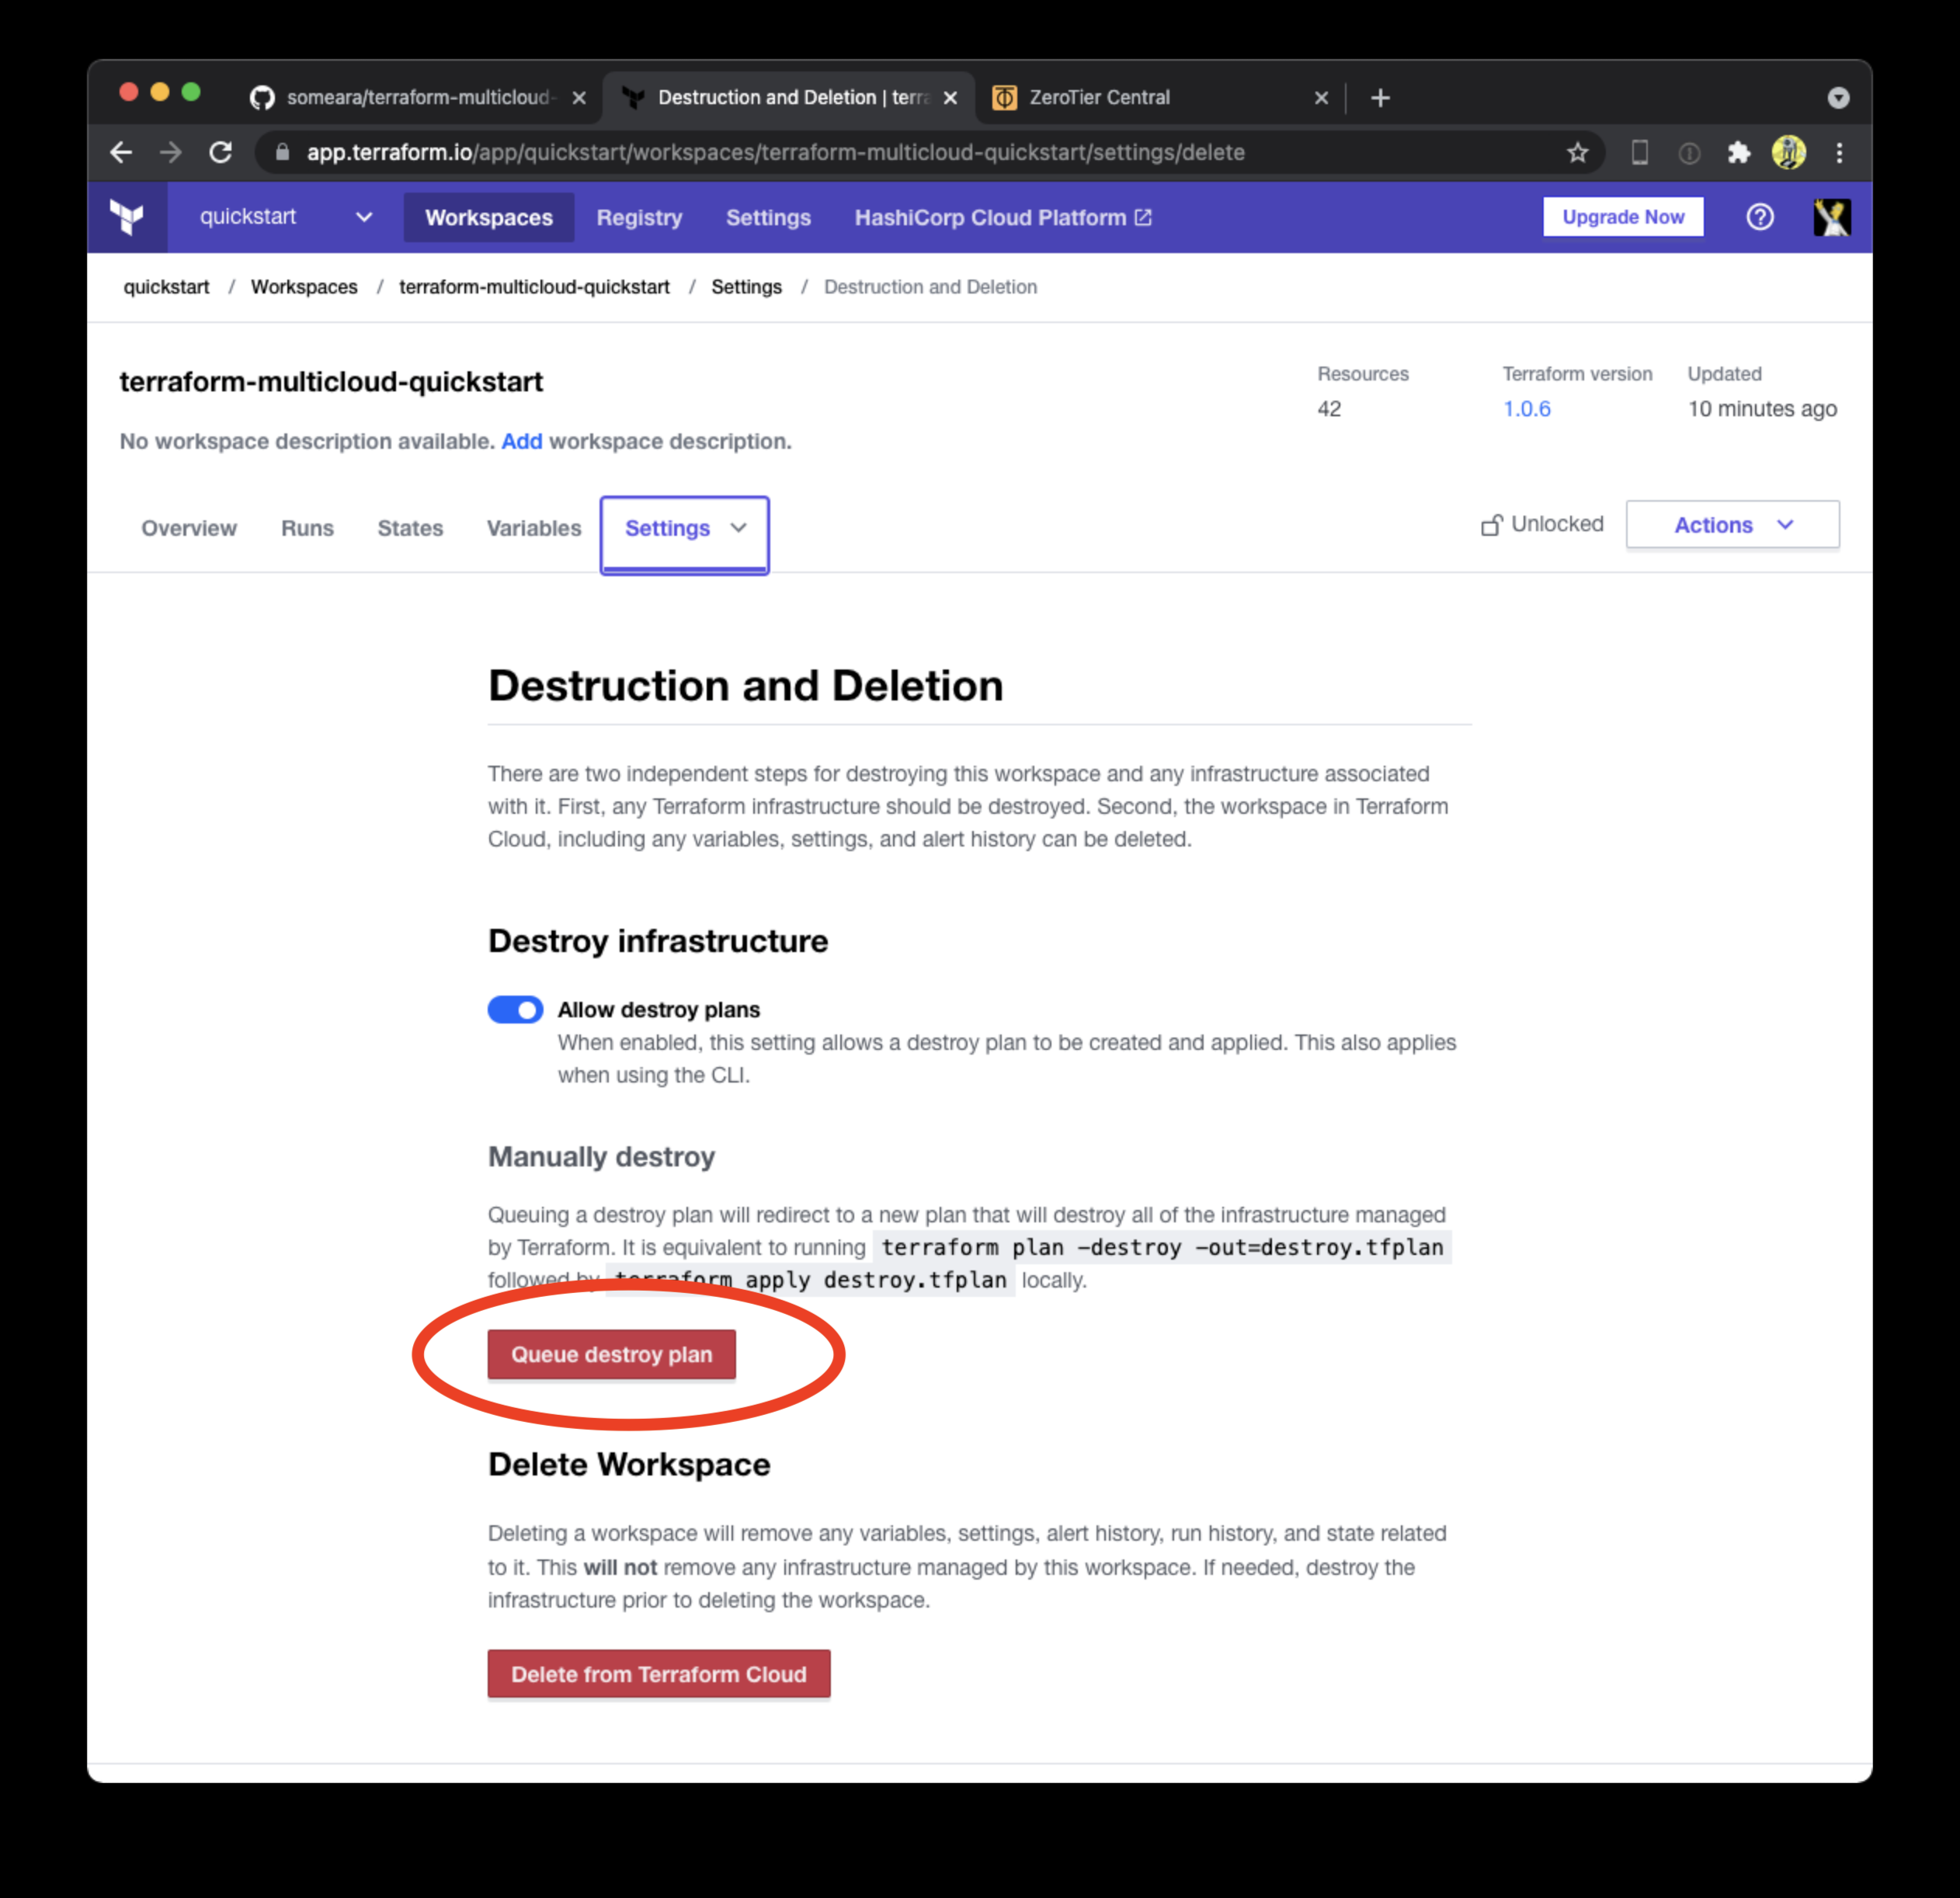 someara/terraform-multicloud-
Destruction and Deletion | terra
ZeroTier Central
app.terraform.io/app/quickstart/workspaces/terraform-multicloud-quickstart/settings/delete
quickstart Workspaces Registry Settings HashiCorp Cloud Platform Upgrade Now
quickstart / Workspaces / terraform-multicloud-quickstart / Settings / Destruction and Deletion
terraform-multicloud-quickstart
Resources Terraform version Updated
42 1.0.6 10 minutes ago
No workspace description available. Add workspace description.
Overview Runs States Variables Settings Unlocked Actions
Destruction and Deletion
There are two independent steps for destroying this workspace and any infrastructure associated
with it. First, any Terraform infrastructure should be destroyed. Second, the workspace in Terraform
Cloud, including any variables, settings, and alert history can be deleted.
Destroy infrastructure
Allow destroy plans
When enabled, this setting allows a destroy plan to be created and applied. This also applies
when using the CLI.
Manually destroy
Queuing a destroy plan will redirect to a new plan that will destroy all of the infrastructure managed
by Terraform. It is equivalent to running terraform plan -destroy -out=destroy.tfplan
followed by terraform apply destroy.tfplan locally.
Queue destroy plan
Delete Workspace
Deleting a workspace will remove any variables, settings, alert history, run history, and state related
to it. This will not remove any infrastructure managed by this workspace. If needed, destroy the
infrastructure prior to deleting the workspace.
Delete from Terraform Cloud